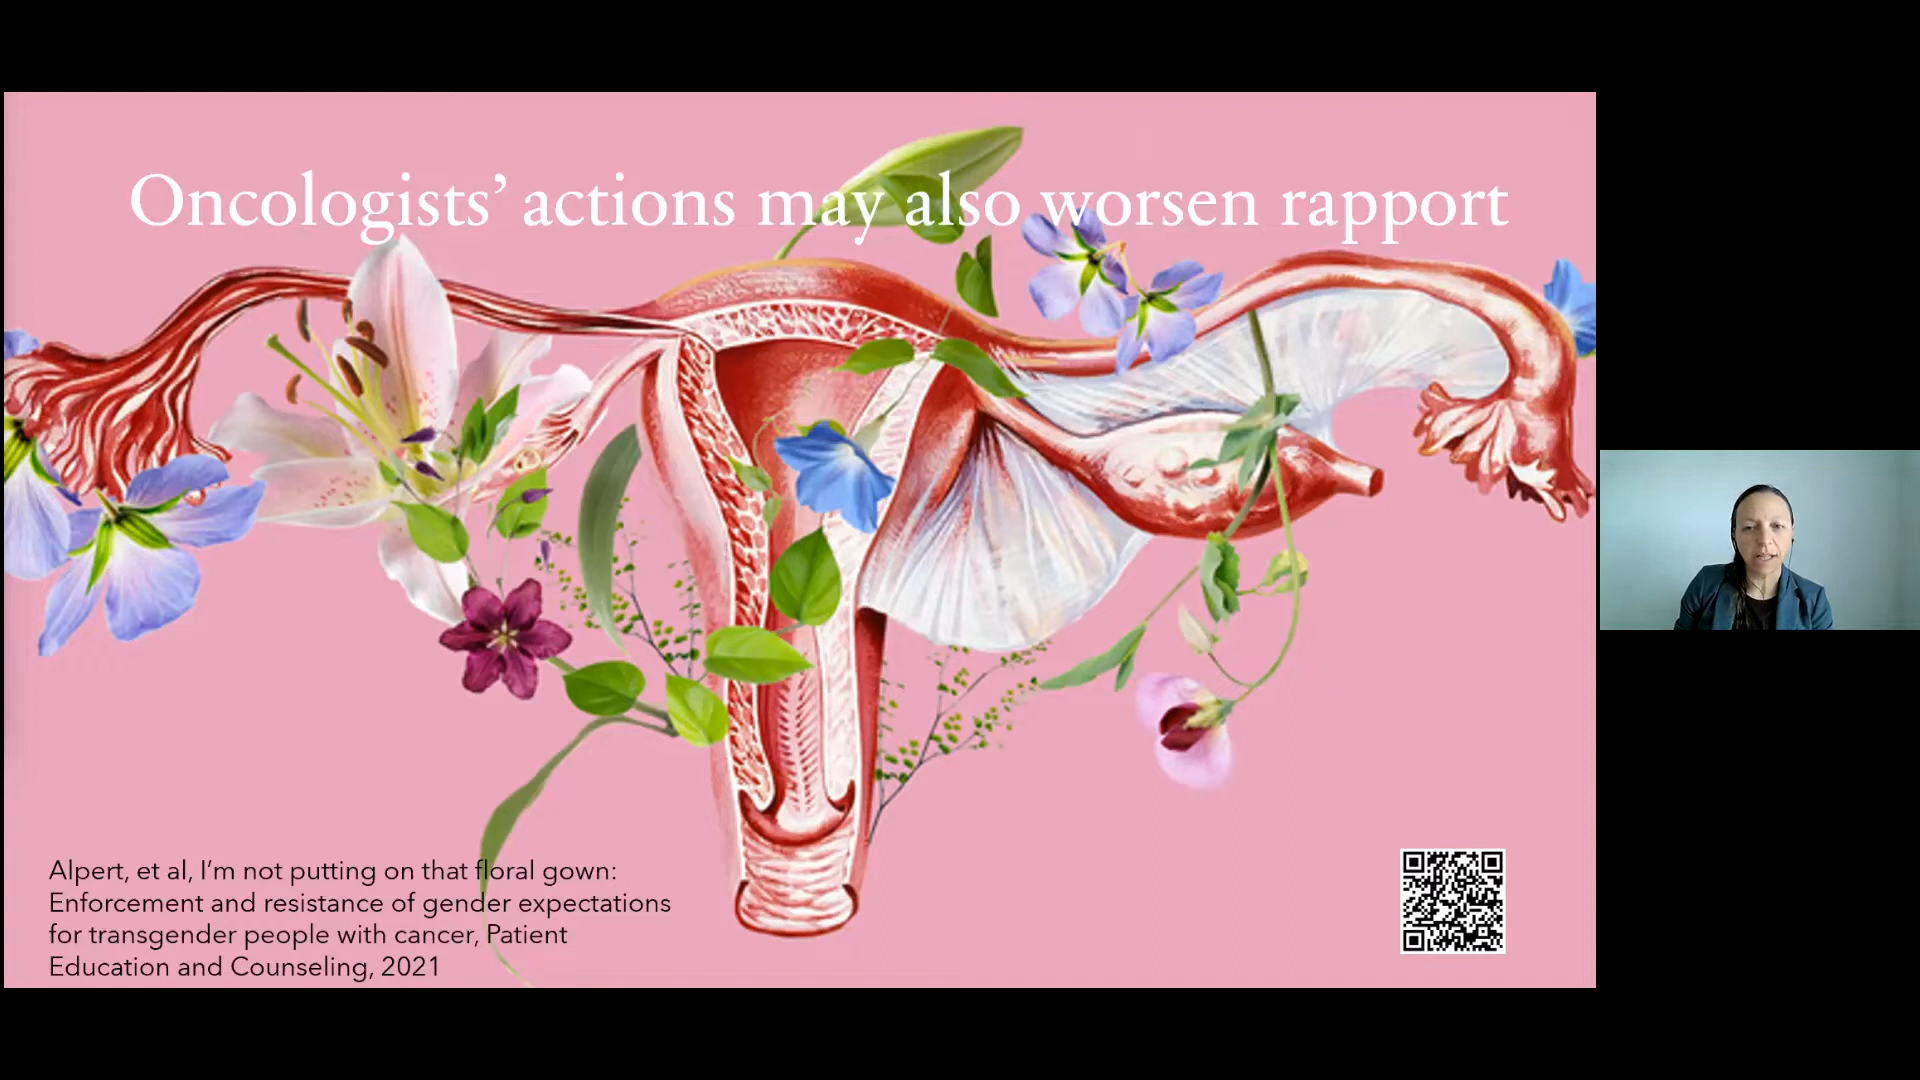 Oncologists’ actions may also worsen rapport
Alpert, et al, I’m not putting on that floral gown:
Enforcement and resistance of gender expectations
for transgender people with cancer, Patient
Education and Counseling, 2021